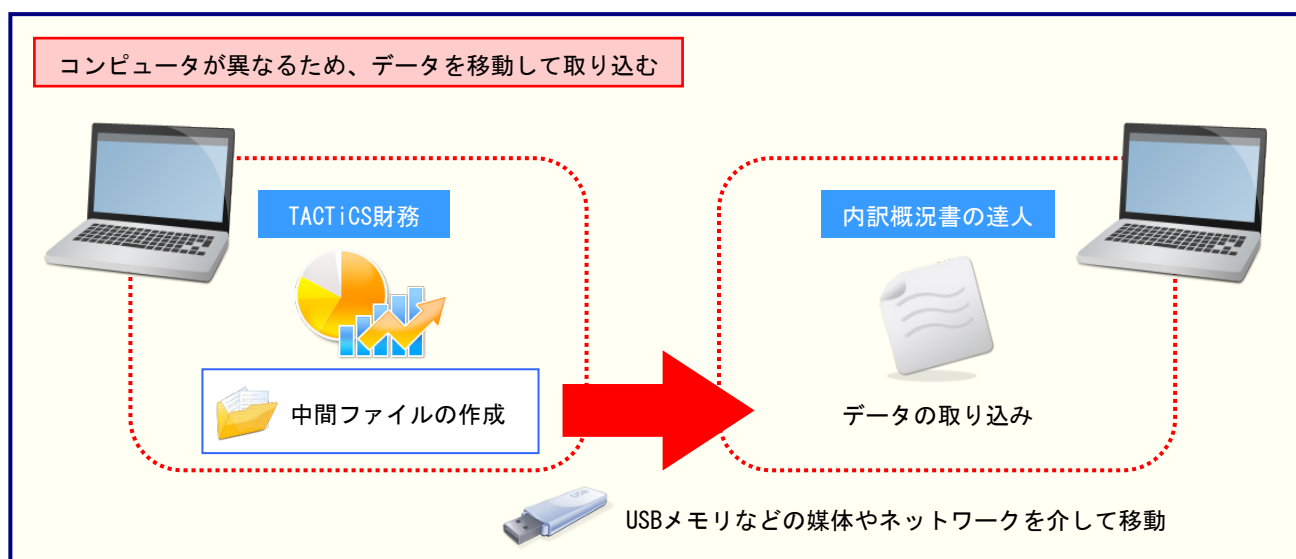 コンピュータが異なるため、データを移動して取り込む
TACTiCS財務
内訳概況書の達人
中間ファイルの作成
データの取り込み
USB
USBメモリなどの媒体やネットワークを介して移動